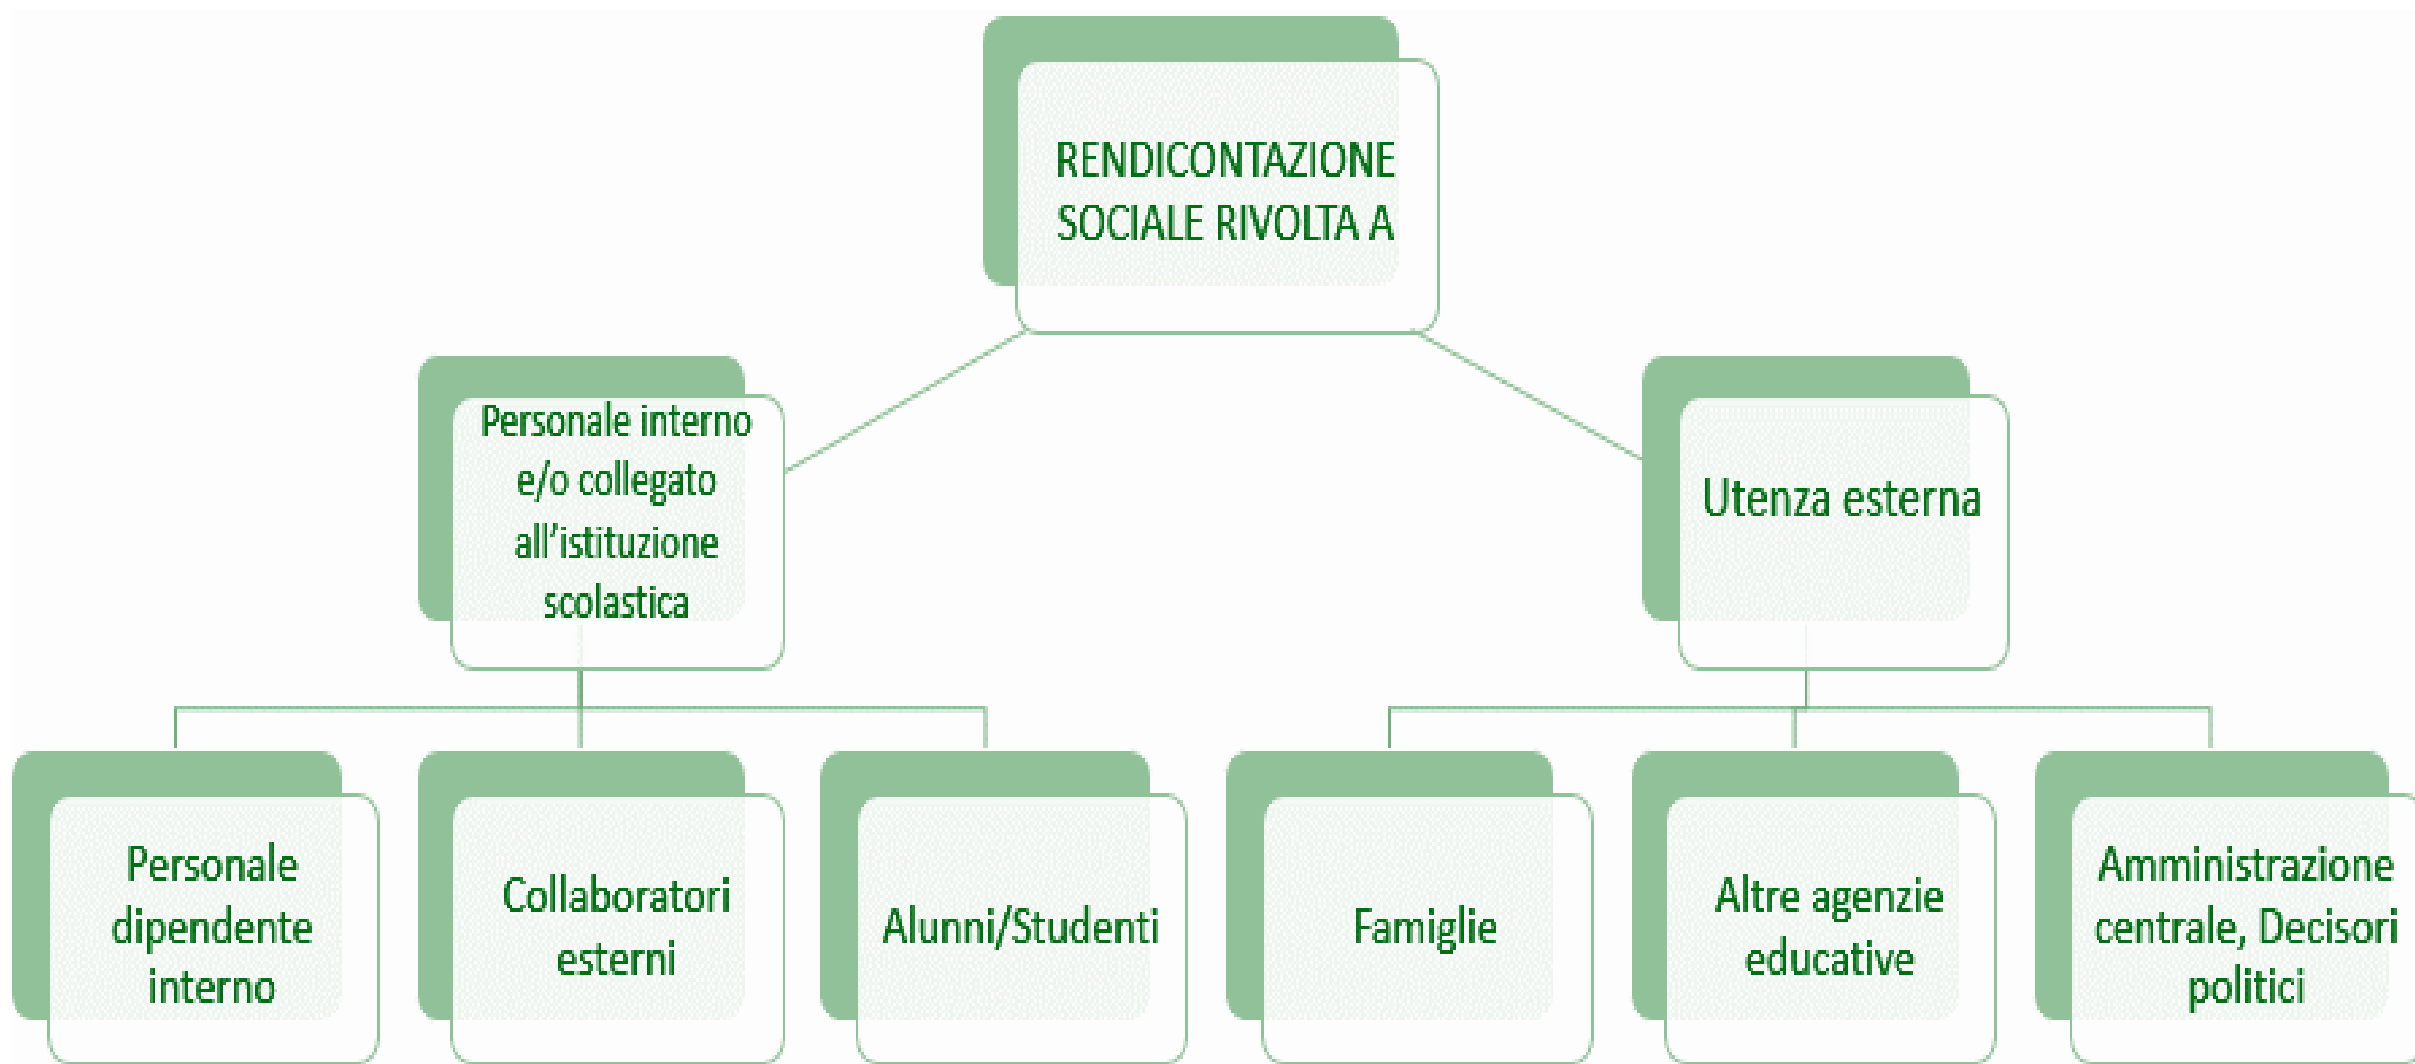 RENDICONTAZIONE
SOCIALE RIVOLTA A
Personale interno
e/o collegato
all'istituzione
scolastica
Utenza esterna
Personale
dipendente
interno
Collaboratori
esterni
Alunni/Studenti
Famiglie
Altre agenzie
educative
Amministrazione
centrale, Decisori
politici